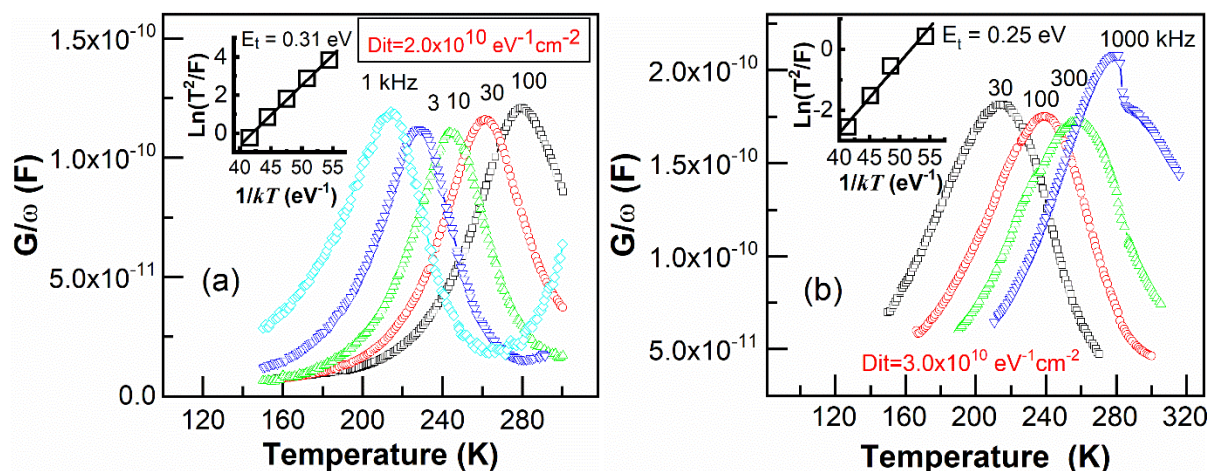 1.5x10⁻¹⁰
1.0x10⁻¹⁰
5.0x10⁻¹¹
0.0
G/ω (F)
Eₜ = 0.31 eV
Ln(T²/F)
4
2
0
40 45 50 55
1/kT (eV⁻¹)
Dit=2.0x10¹⁰ eV⁻¹cm⁻²
1 kHz 3 10 30 100
(a)
120 160 200 240 280
Temperature (K)
2.0x10⁻¹⁰
1.5x10⁻¹⁰
1.0x10⁻¹⁰
5.0x10⁻¹¹
G/ω (F)
Eₜ = 0.25 eV
Ln(T²/F)
0
-2
40 45 50 55
1/kT (eV⁻¹)
30 100 300 1000 kHz
(b)
Dit=3.0x10¹⁰ eV⁻¹cm⁻²
120 160 200 240 280 320
Temperature (K)